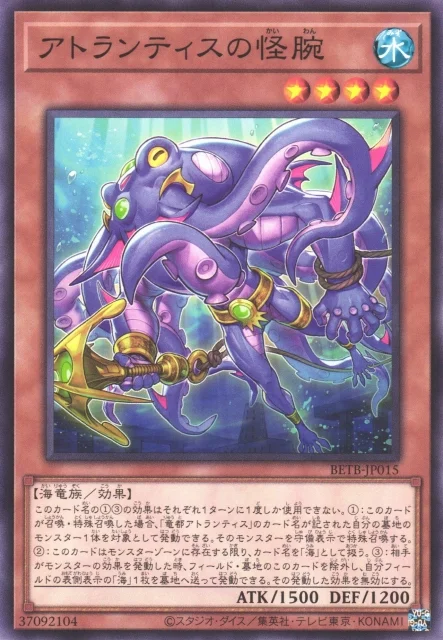 アトランティスの怪腕
水
BETB-JP015
【海竜族／効果】
このカード名の①③の効果はそれぞれ1ターンに1度しか使用できない。①：このカード
が召喚・特殊召喚した場合、「竜都アトランティス」のカード名が記された自分の墓地の
モンスター1体を対象として発動できる。そのモンスターを守備表示で特殊召喚する。
②：このカードはモンスターゾーンに存在する限り、カード名を「海」として扱う。③：相手
がモンスターの効果を発動した時、フィールド・墓地のこのカードを除外し、自分フィー
ルドの表側表示の「海」1枚を墓地へ送って発動できる。その発動した効果を無効にする。
ATK/1500 DEF/1200
37092104
©スタジオ・ダイス／集英社・テレビ東京・KONAMI